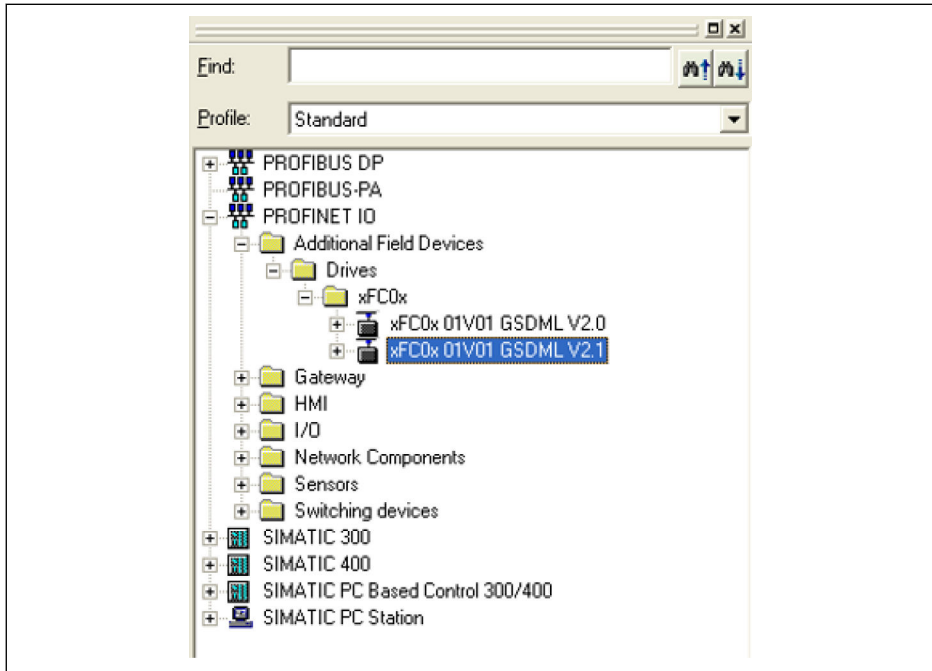 Find:
Profile: Standard
PROFIBUS DP
PROFIBUS-PA
PROFINET IO
Additional Field Devices
Drives
xFC0x
xFC0x 01V01 GSDML V2.0
xFC0x 01V01 GSDML V2.1
Gateway
HMI
I/O
Network Components
Sensors
Switching devices
SIMATIC 300
SIMATIC 400
SIMATIC PC Based Control 300/400
SIMATIC PC Station